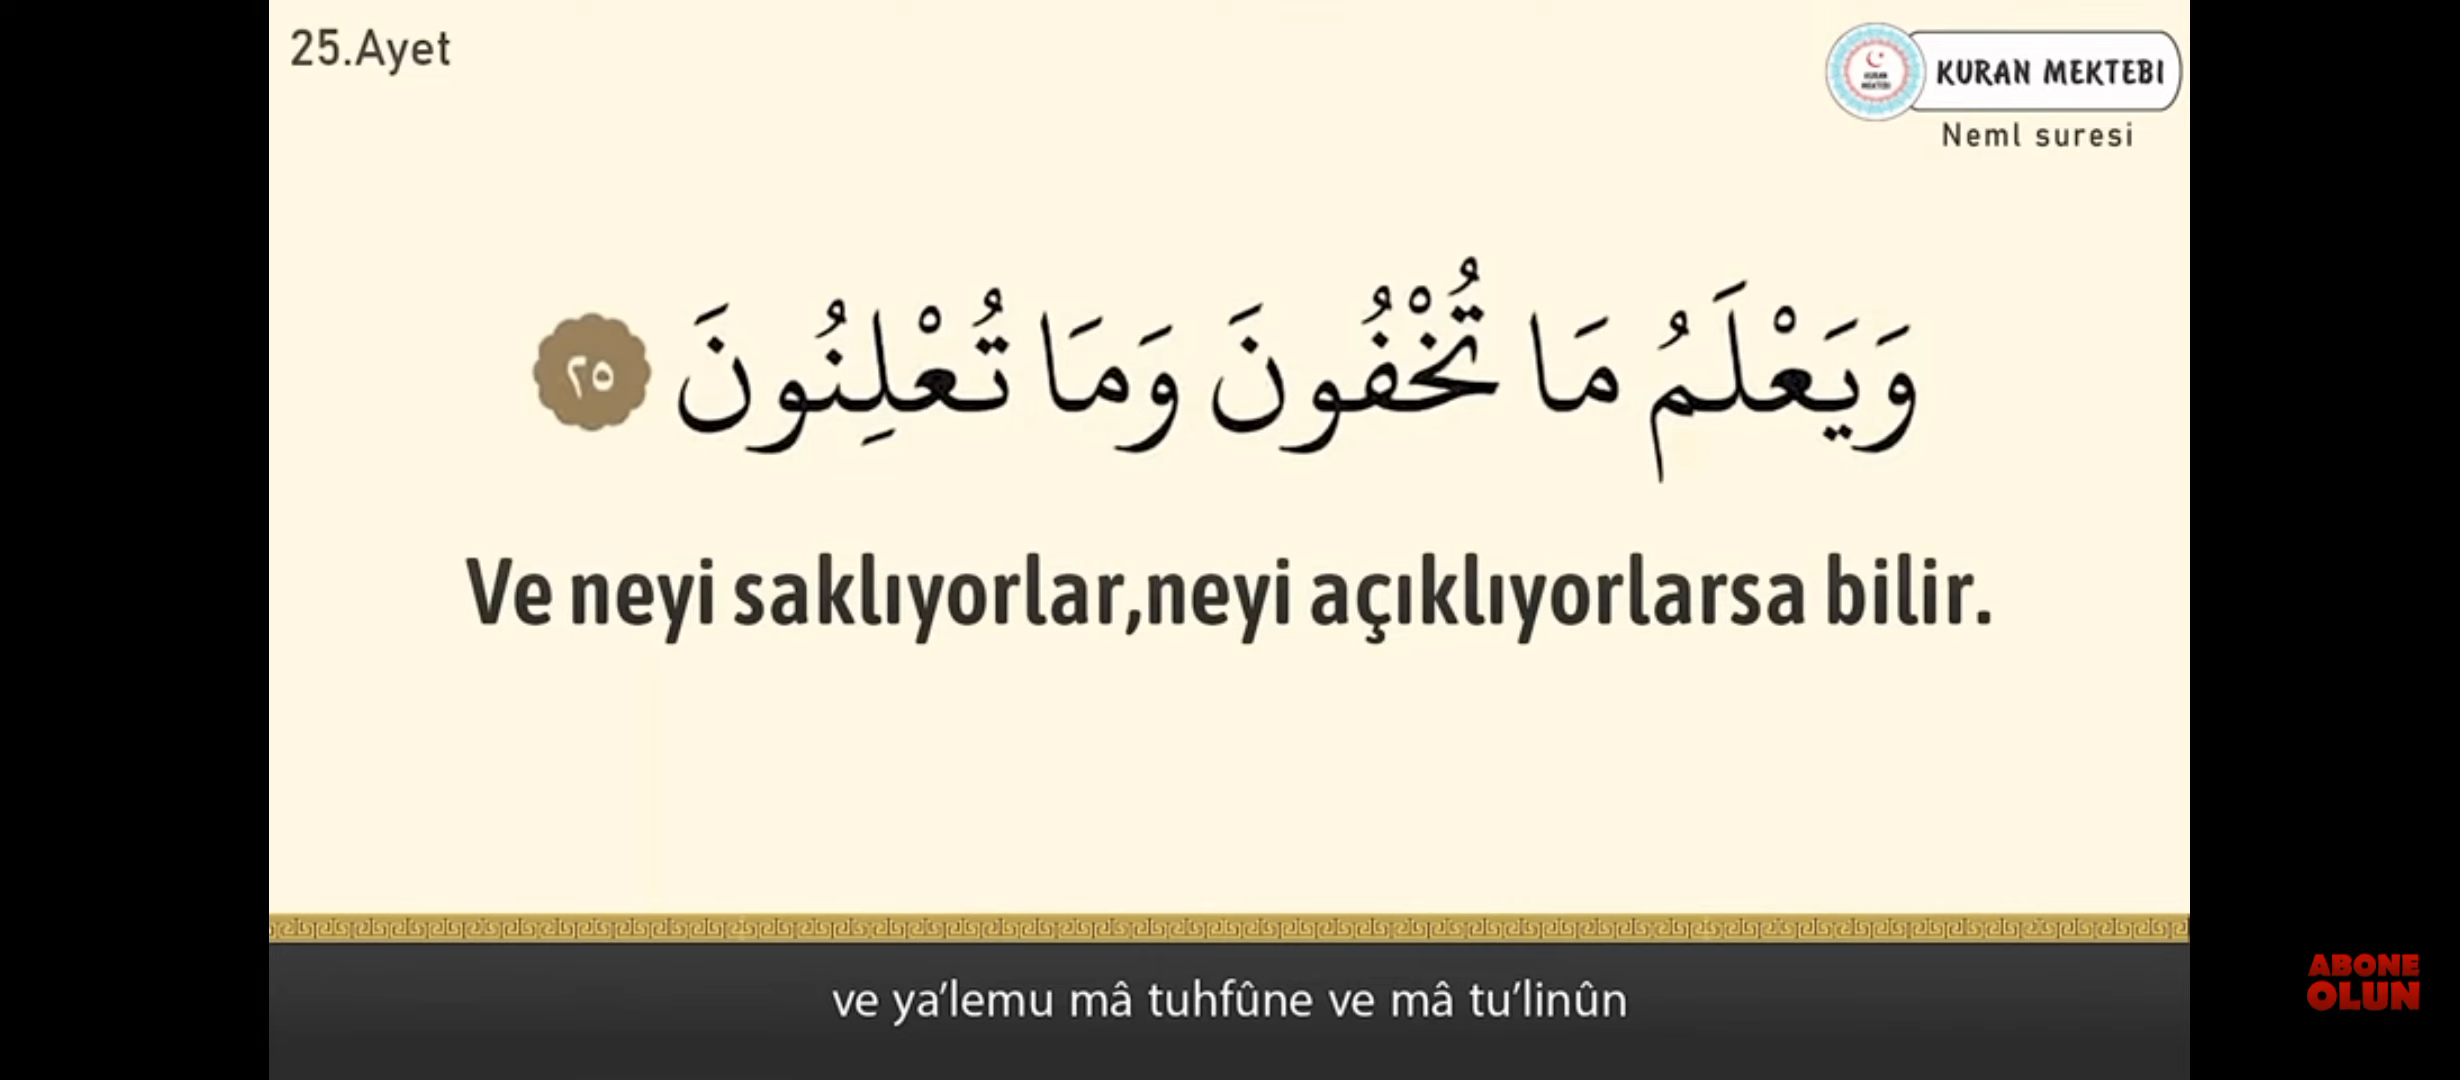 25.Ayet
KURAN MEKTEBI
Neml suresi
وَيَعْلَمُ مَا تُخْفُونَ وَمَا تُعْلِنُونَ ٢٥
Ve neyi saklıyorlar,neyi açıklıyorlarsa bilir.
ve ya’lemu mâ tuhfûne ve mâ tu’linûn
ABONE
OLUN